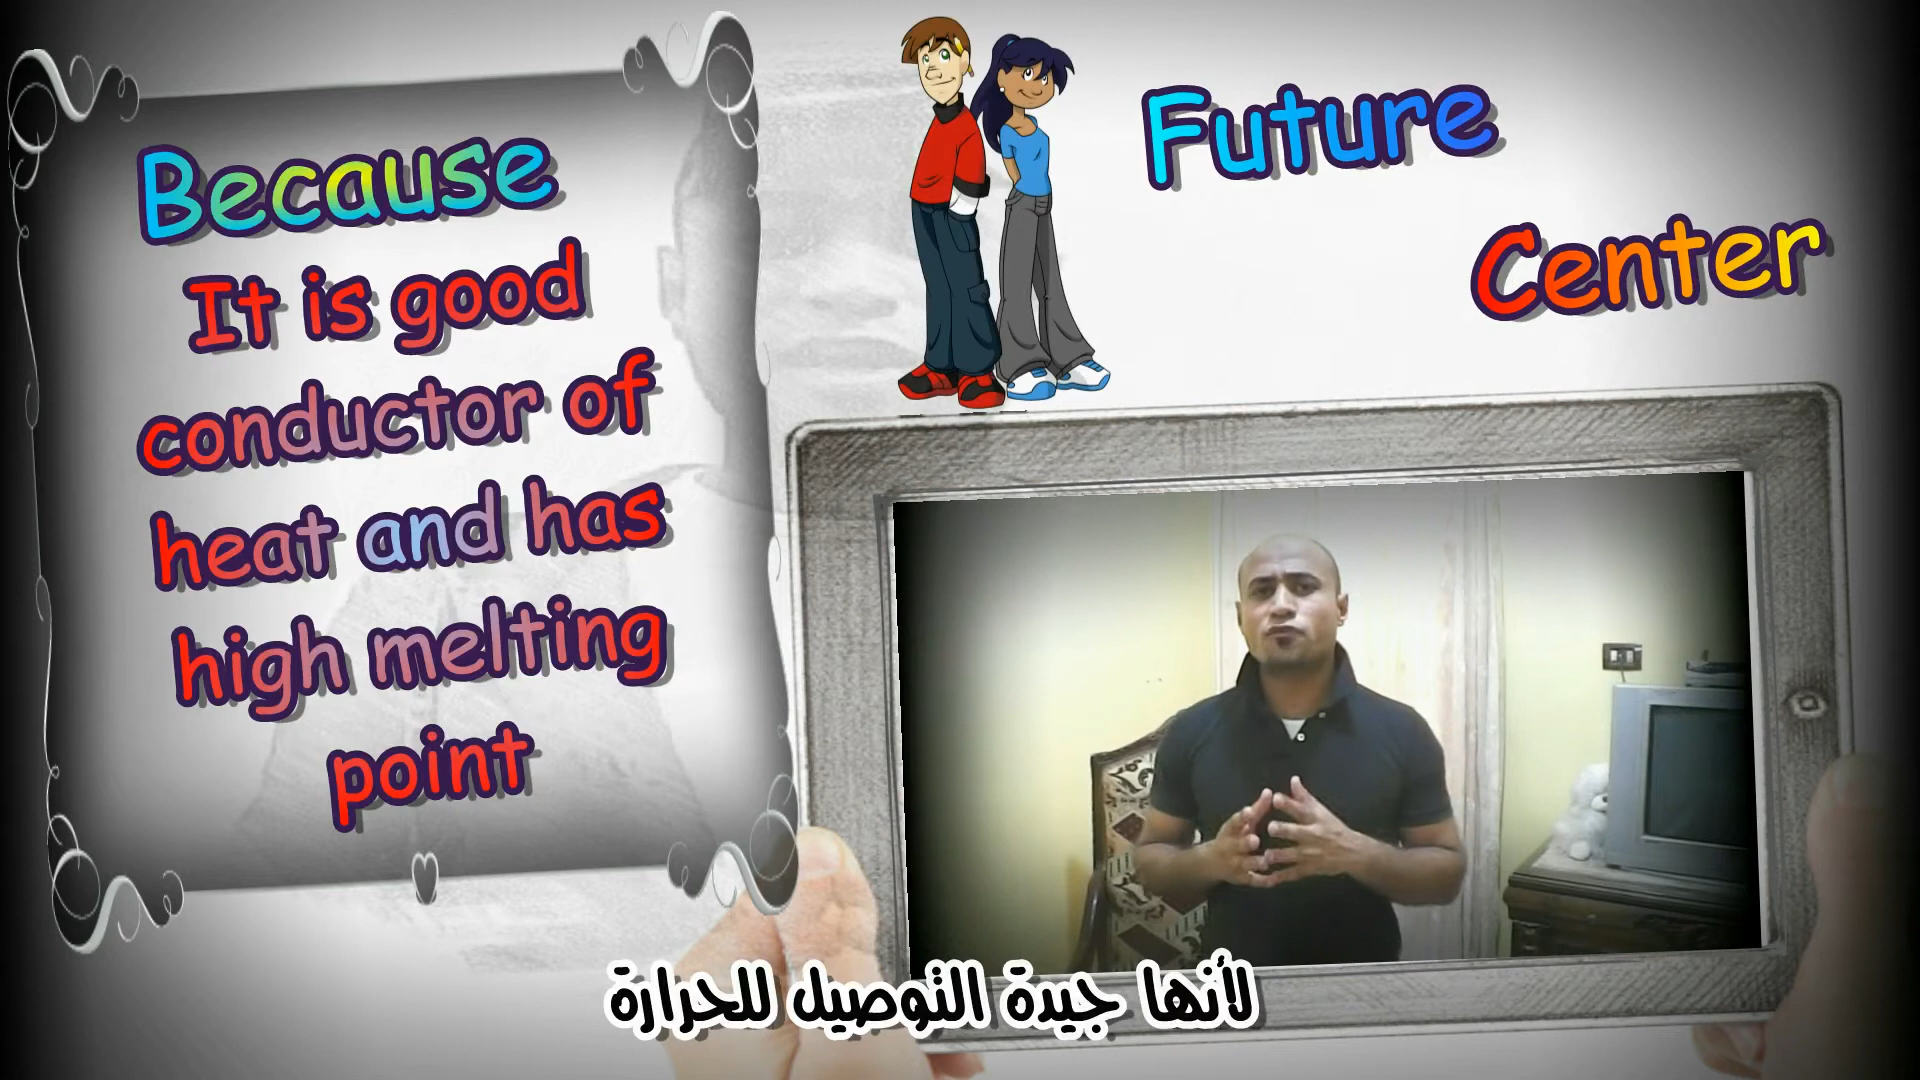 Because
It is good
conductor of
heat and has
high melting
point
Future
Center
لأنها جيدة التوصيل للحرارة